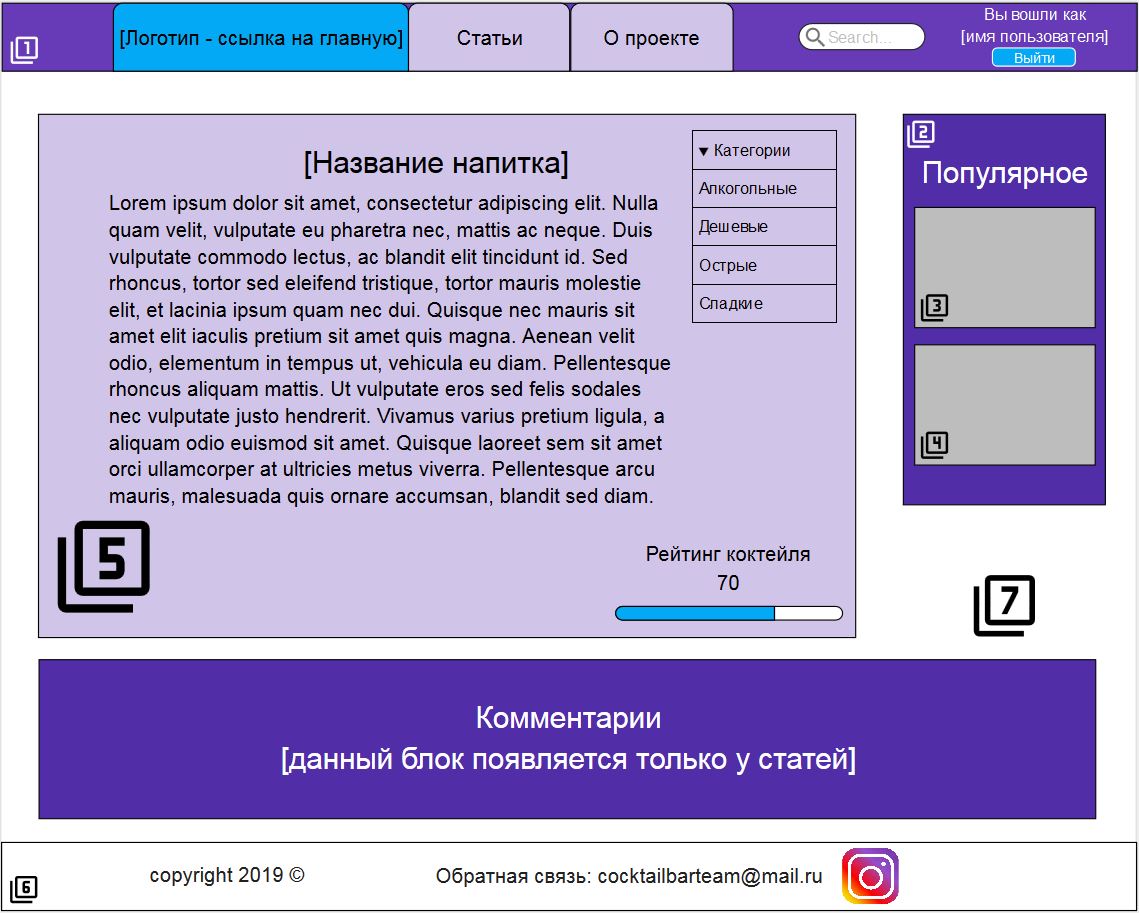 1
[Логотип - ссылка на главную]
Статьи
О проекте
Search...
Вы вошли как
[имя пользователя]
Выйти
[Название напитка]
Lorem ipsum dolor sit amet, consectetur adipiscing elit. Nulla
quam velit, vulputate eu pharetra nec, mattis ac neque. Duis
vulputate commodo lectus, ac blandit elit tincidunt id. Sed
rhoncus, tortor sed eleifend tristique, tortor mauris molestie
elit, et lacinia ipsum quam nec dui. Quisque nec mauris sit
amet elit iaculis pretium sit amet quis magna. Aenean velit
odio, elementum in tempus ut, vehicula eu diam. Pellentesque
rhoncus aliquam mattis. Ut vulputate eros sed felis sodales
nec vulputate justo hendrerit. Vivamus varius pretium ligula, a
aliquam odio euismod sit amet. Quisque laoreet sem sit amet
orci ullamcorper at ultricies metus viverra. Pellentesque arcu
mauris, malesuada quis ornare accumsan, blandit sed diam.
▼ Категории
Алкогольные
Дешевые
Острые
Сладкие
5
Рейтинг коктейля
70
2
Популярное
3
4
7
Комментарии
[данный блок появляется только у статей]
6
copyright 2019 ©
Обратная связь: cocktailbarteam@mail.ru